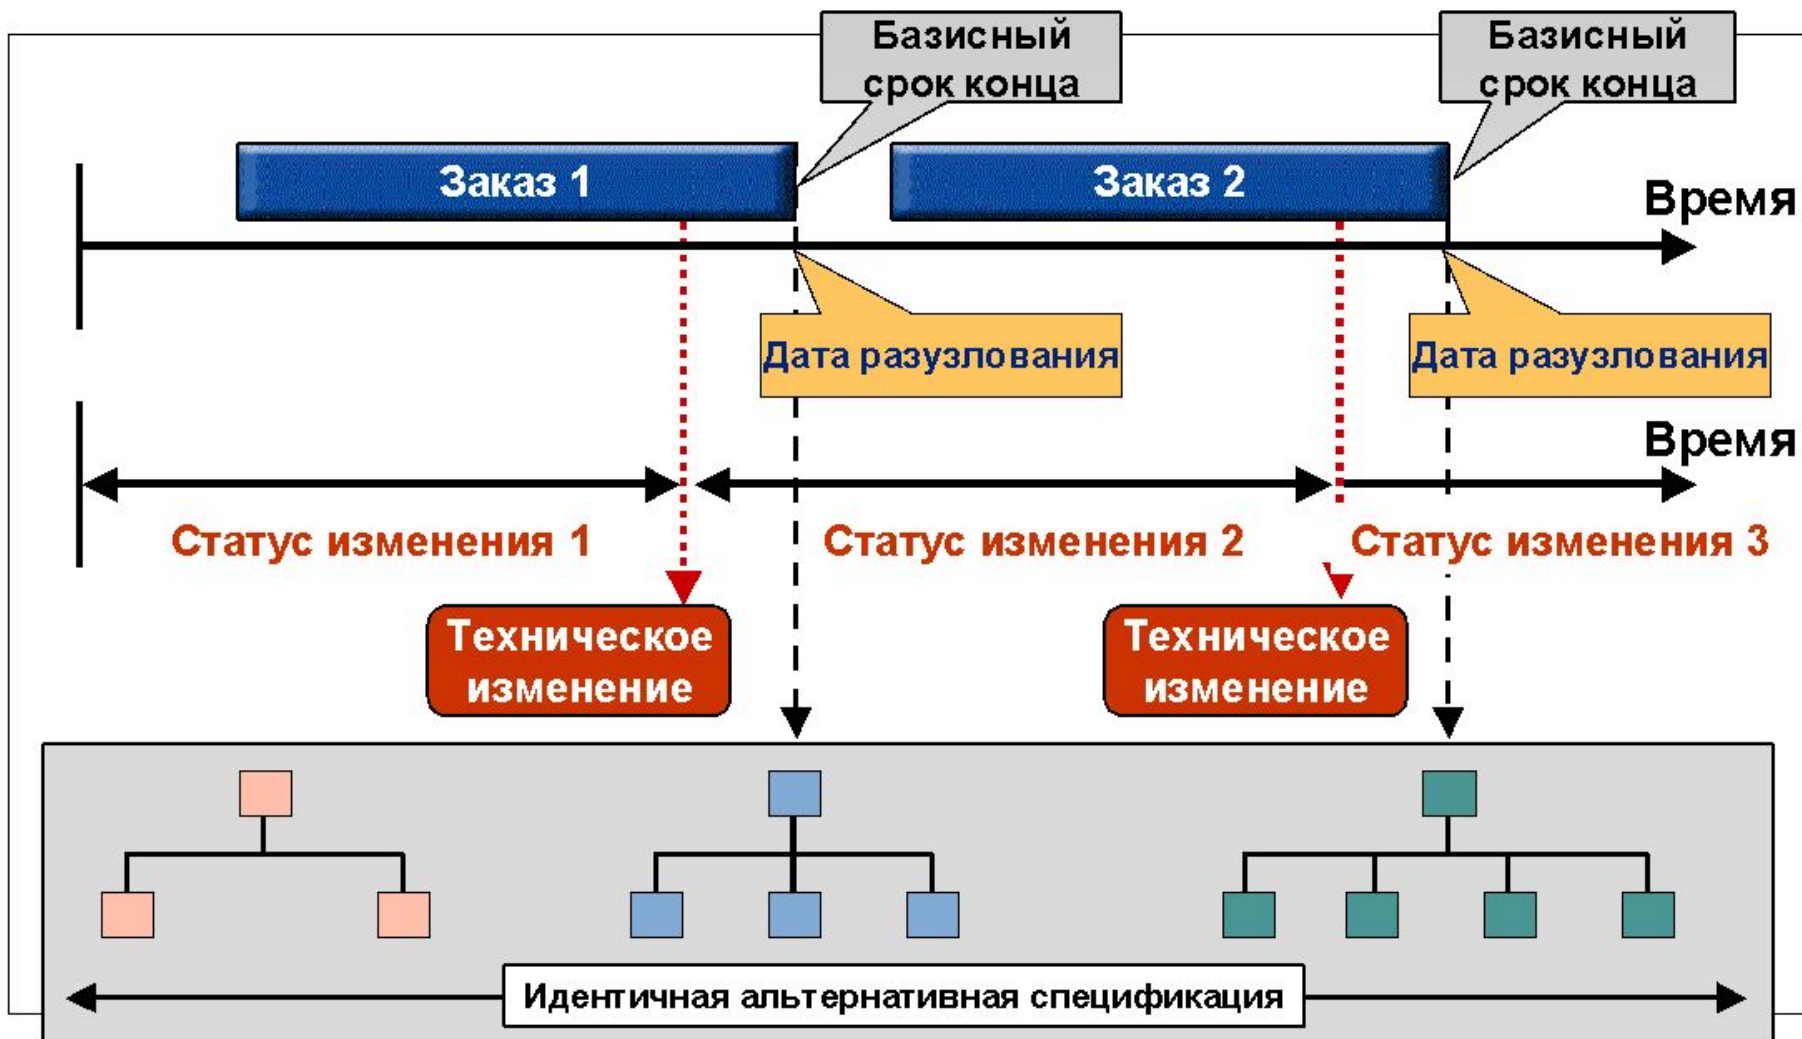 Базисный
срок конца
Базисный
срок конца
Заказ 1
Заказ 2
Время
Дата разузлования
Дата разузлования
Время
Статус изменения 1
Статус изменения 2
Статус изменения 3
Техническое
изменение
Техническое
изменение
Идентичная альтернативная спецификация